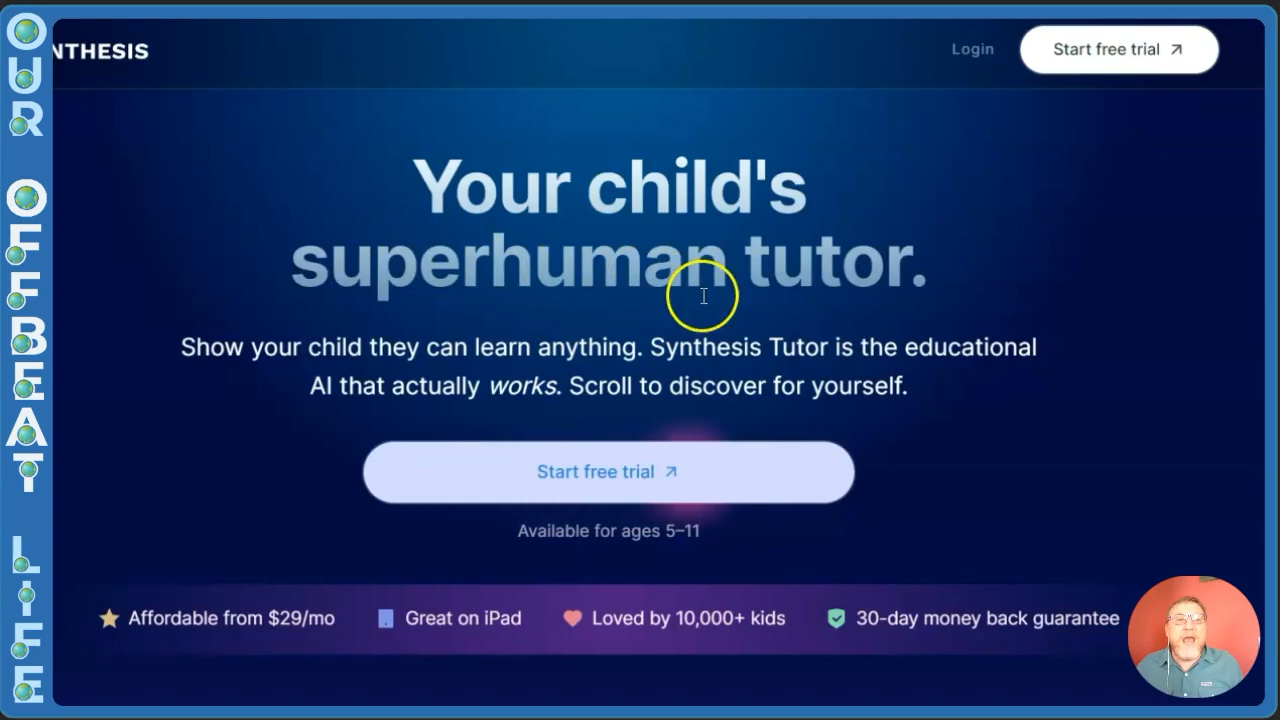 OUR OFFBEAT LIFE
NTHESIS
Login
Start free trial
Your child's
superhuman tutor.
Show your child they can learn anything. Synthesis Tutor is the educational
AI that actually works. Scroll to discover for yourself.
Start free trial
Available for ages 5–11
Affordable from $29/mo
Great on iPad
Loved by 10,000+ kids
30-day money back guarantee